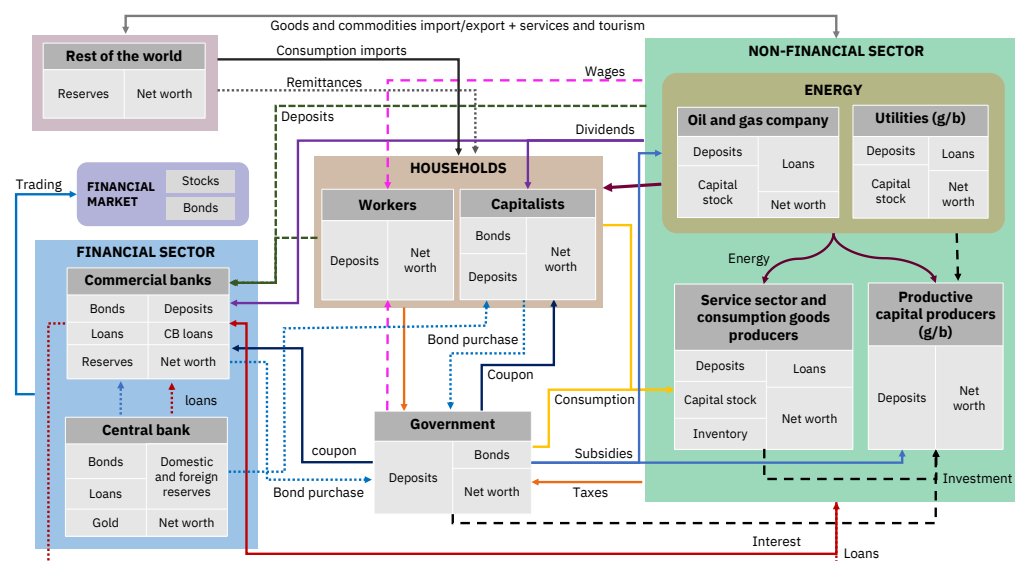 Goods and commodities import/export + services and tourism
Rest of the world
Reserves
Net worth
Consumption imports
Remittances
Deposits
Wages
Dividends
NON-FINANCIAL SECTOR
ENERGY
Oil and gas company
Deposits
Loans
Capital
stock
Net worth
Utilities (g/b)
Deposits
Loans
Capital
stock
Net
worth
Trading
FINANCIAL
MARKET
Stocks
Bonds
HOUSEHOLDS
Workers
Deposits
Net
worth
Capitalists
Bonds
Deposits
Net
worth
FINANCIAL SECTOR
Commercial banks
Bonds
Deposits
Loans
CB loans
Reserves
Net worth
loans
Central bank
Bonds
Domestic
and foreign
reserves
Loans
Gold
Net worth
Energy
Service sector and
consumption goods
producers
Deposits
Loans
Capital stock
Net worth
Inventory
Productive
capital producers
(g/b)
Deposits
Net
worth
Bond purchase
Coupon
Consumption
Government
Deposits
Bonds
Net worth
coupon
Bond purchase
Subsidies
Taxes
Investment
Interest
Loans